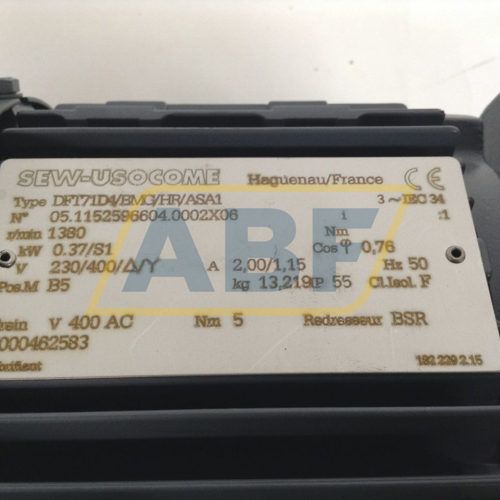 SEW-USOCOME Haguenau/France CE
Type DFT71D4/BMG/HR/ASA1 3~IEC34
N° 05.1152596604.0002X06 i :1
r/min 1380 Nm
kW 0.37/S1 Cos φ 0,76
V 230/400/Δ/Y A 2,00/1,15 Hz 50
Pos.M B5 kg 13,219 IP 55 Cl.Isol. F
V 400 AC Nm 5 Redresseur BSR
000462583
182 229 2.15
ABF